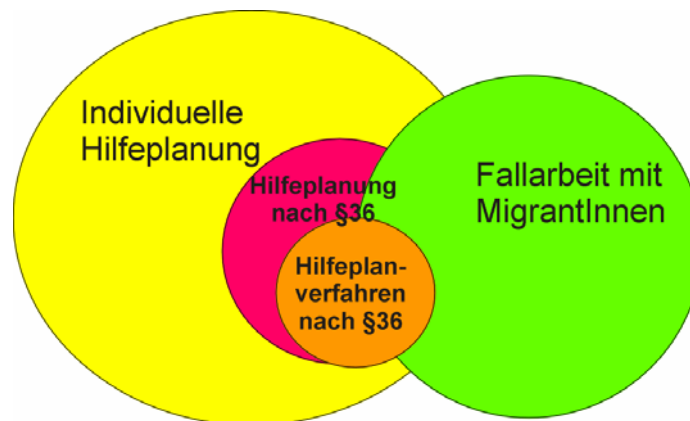 Individuelle
Hilfeplanung
Hilfeplanung
nach §36
Hilfeplan-
verfahren
nach §36
Fallarbeit mit
MigrantInnen